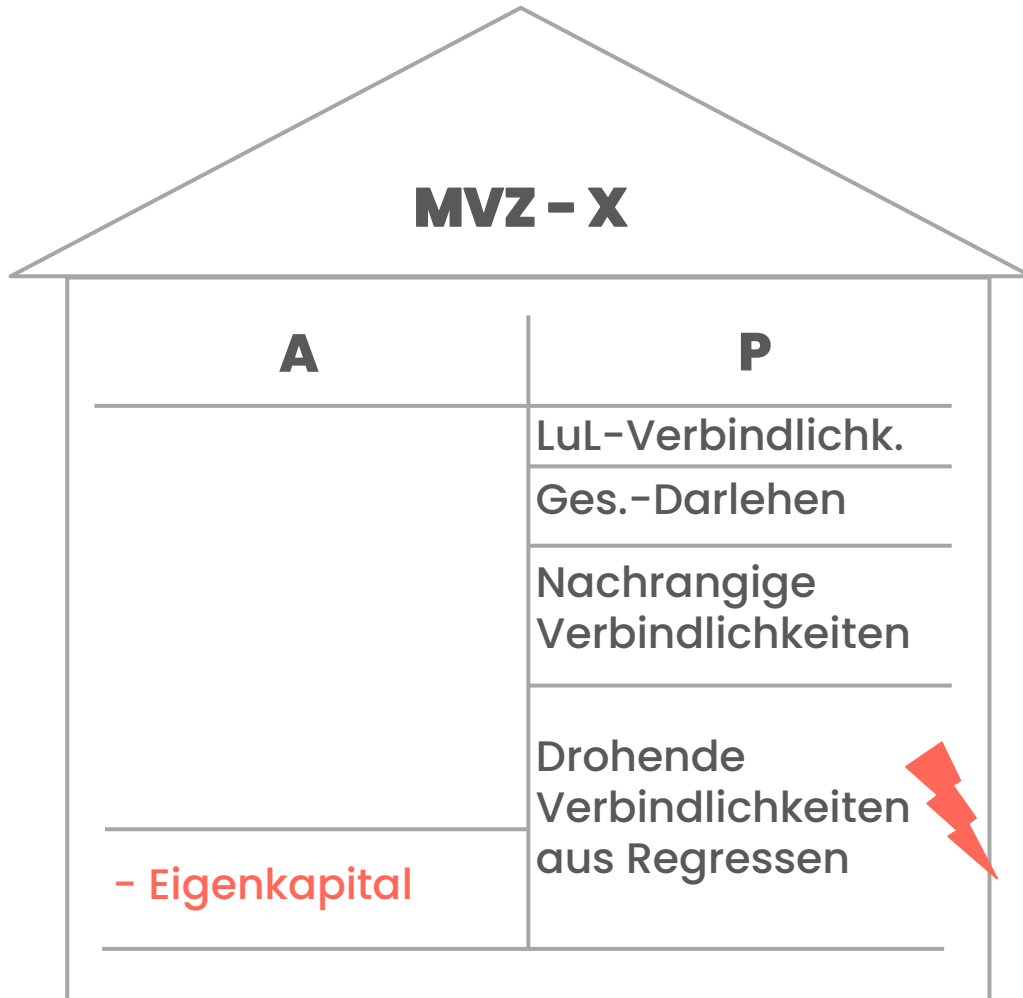 MVZ - X
A
P
LuL-Verbindlichk.
Ges.-Darlehen
Nachrangige
Verbindlichkeiten
Drohende
Verbindlichkeiten
aus Regressen
- Eigenkapital